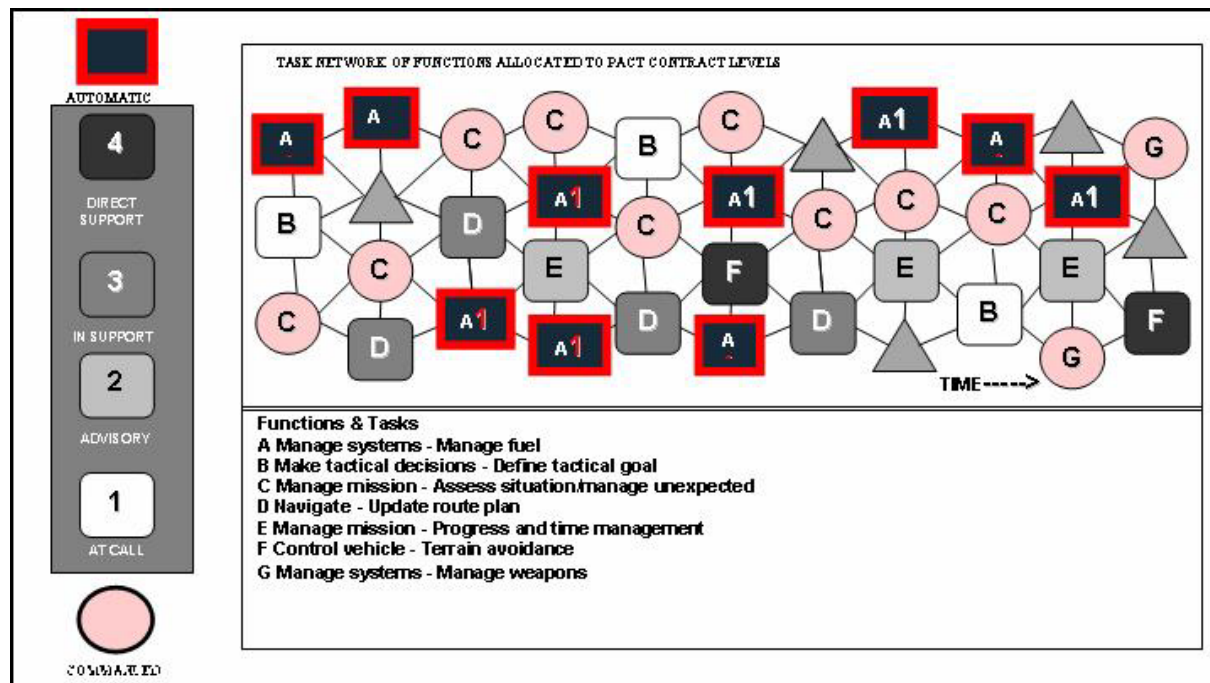 AUTOMATIC
4
DIRECT
SUPPORT
3
IN SUPPORT
2
ADVISORY
1
AT CALL
TASK NETWORK OF FUNCTIONS ALLOCATED TO PACT CONTRACT LEVELS
A A C C B C A1 A G
B D A1 C A1 C C C A1
C C E F E E
C D A1 A1 D A D B G F
TIME----->
Functions & Tasks
A Manage systems - Manage fuel
B Make tactical decisions - Define tactical goal
C Manage mission - Assess situation/manage unexpected
D Navigate - Update route plan
E Manage mission - Progress and time management
F Control vehicle - Terrain avoidance
G Manage systems - Manage weapons